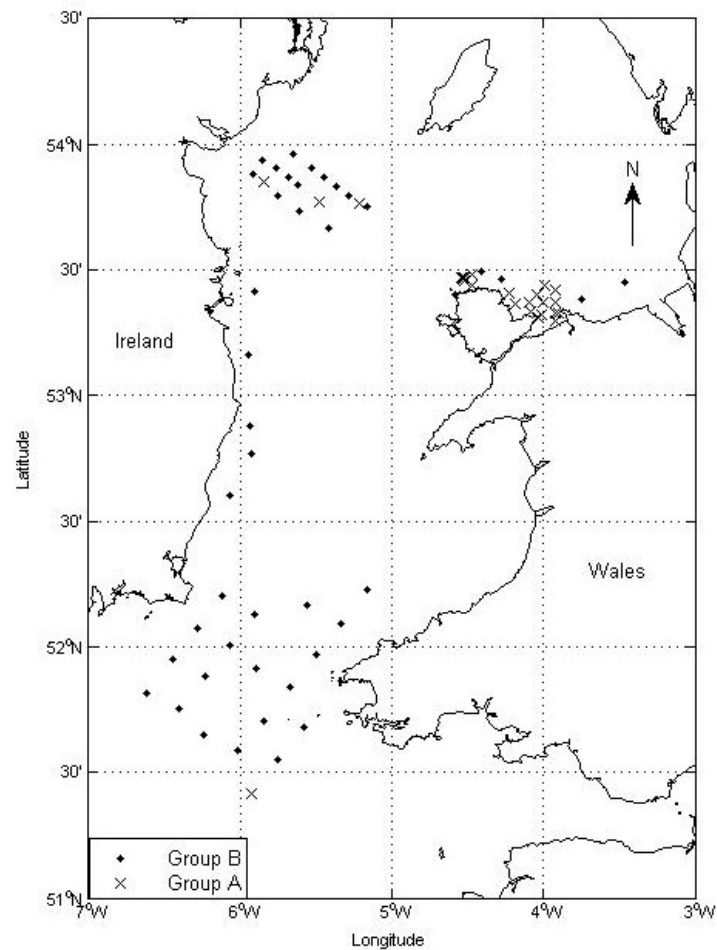 30'
54°N
N
30'
Ireland
53°N
Latitude
30'
Wales
52°N
30'
Group B
Group A
51°N
7°W 6°W 5°W 4°W 3°W
Longitude